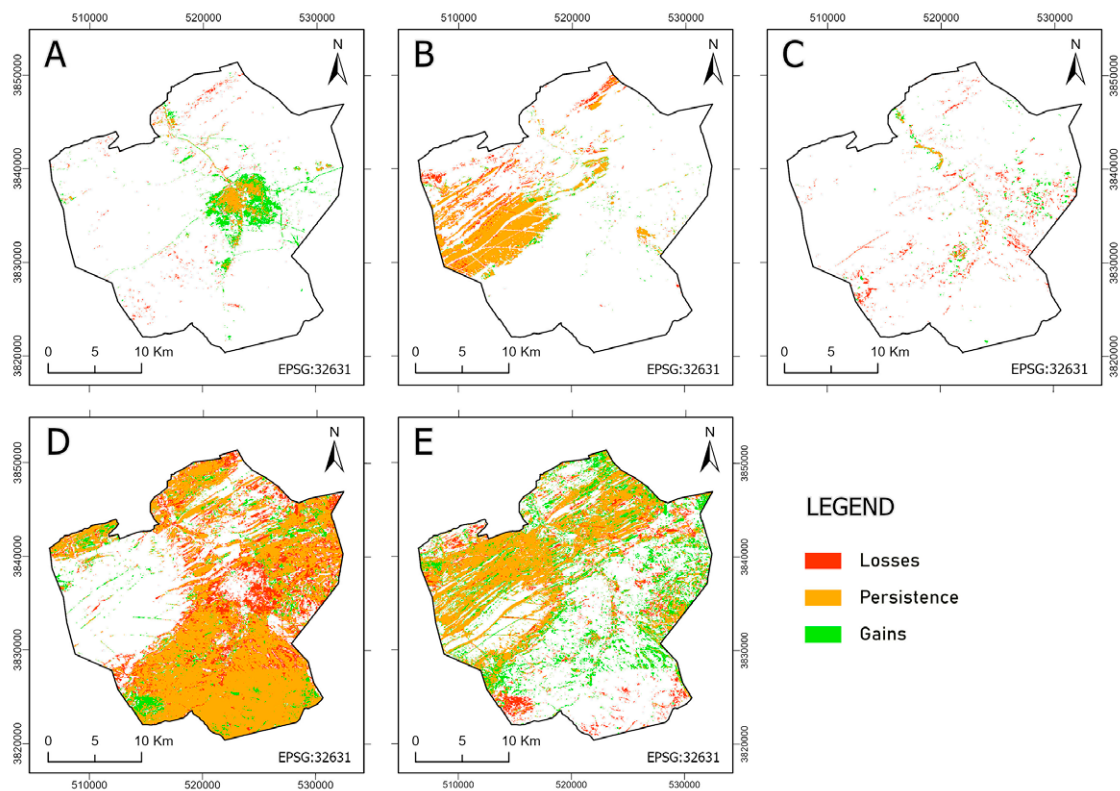 510000 520000 530000 510000 520000 530000 510000 520000 530000
A N B N C N
3850000 3840000 3830000 3820000
3850000 3840000 3830000 3820000
0 5 10 Km EPSG:32631
0 5 10 Km EPSG:32631
0 5 10 Km EPSG:32631
D N E N
3850000 3840000 3830000 3820000
3850000 3840000 3830000 3820000
0 5 10 Km EPSG:32631
0 5 10 Km EPSG:32631
510000 520000 530000 510000 520000 530000
LEGEND
Losses
Persistence
Gains